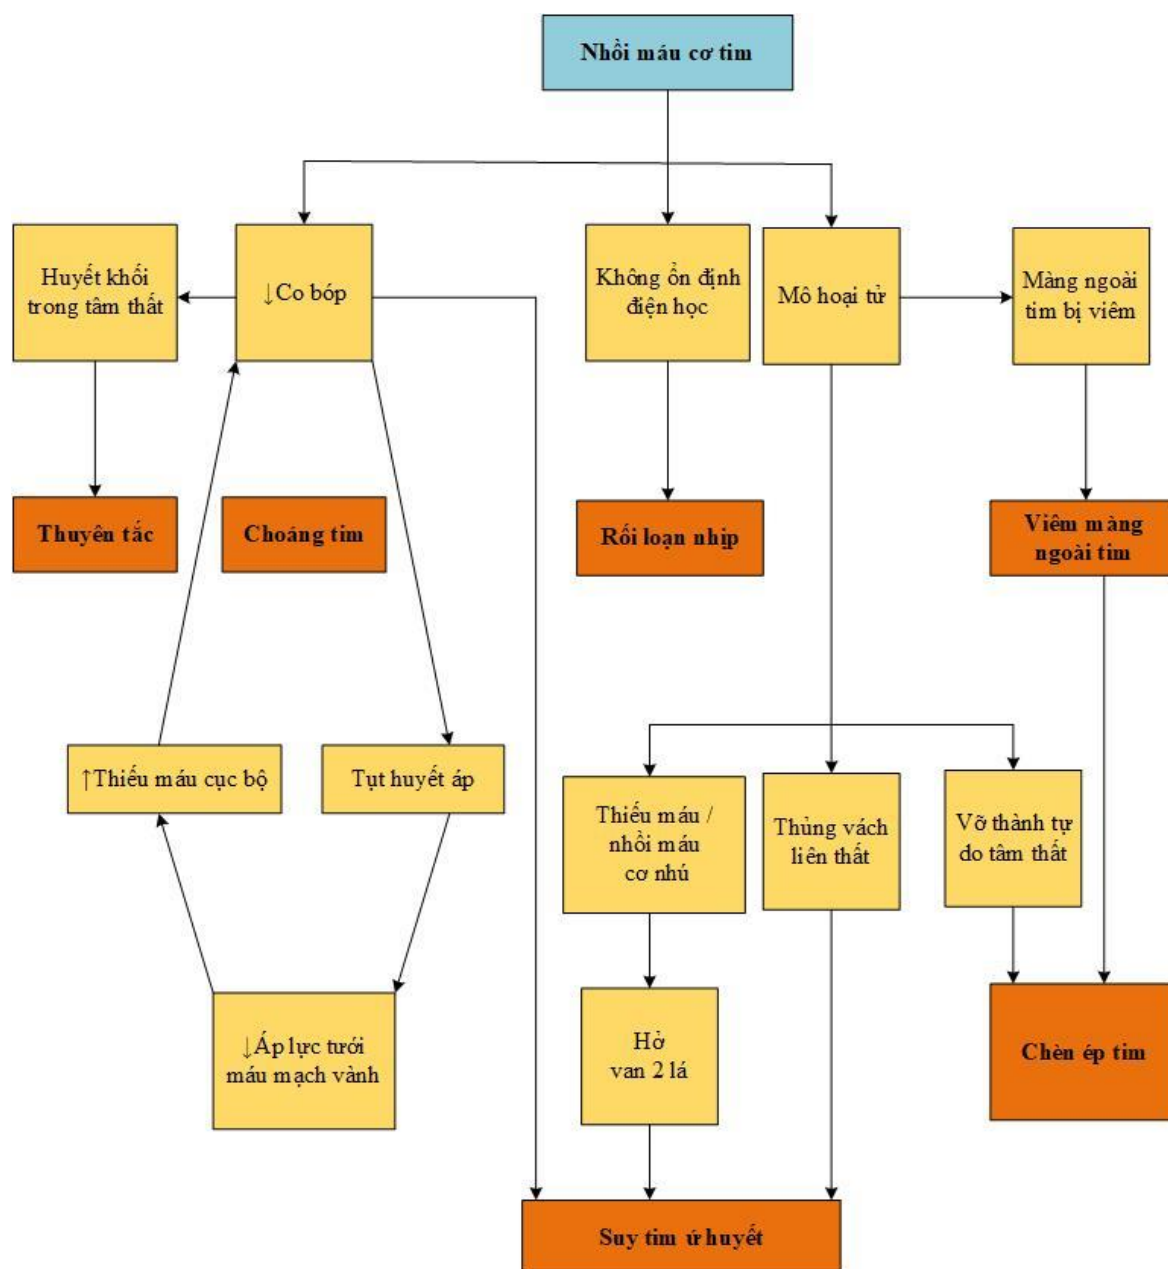 Nhồi máu cơ tim
Huyết khối
trong tâm thất
↓Co bóp
Không ổn định
điện học
Mô hoại tử
Màng ngoài
tim bị viêm
Thuyên tắc
Choáng tim
Rối loạn nhịp
Viêm màng
ngoài tim
↑Thiếu máu cục bộ
Tụt huyết áp
Thiếu máu /
nhồi máu
cơ nhú
Thủng vách
liên thất
Vỡ thành tự
do tâm thất
↓Áp lực tưới
máu mạch vành
Hở
van 2 lá
Chèn ép tim
Suy tim ứ huyết